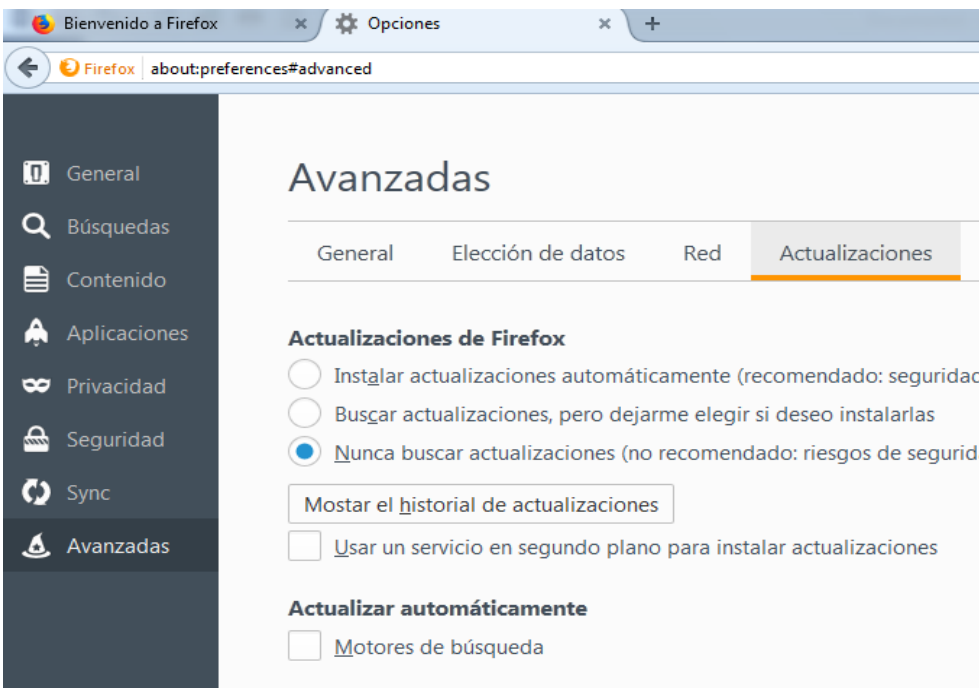 Bienvenido a Firefox
Opciones
Firefox about:preferences#advanced
General
Búsquedas
Contenido
Aplicaciones
Privacidad
Seguridad
Sync
Avanzadas
Avanzadas
General Elección de datos Red Actualizaciones
Actualizaciones de Firefox
Instalar actualizaciones automáticamente (recomendado: seguridad
Buscar actualizaciones, pero dejarme elegir si deseo instalarlas
Nunca buscar actualizaciones (no recomendado: riesgos de segurid
Mostar el historial de actualizaciones
Usar un servicio en segundo plano para instalar actualizaciones
Actualizar automáticamente
Motores de búsqueda